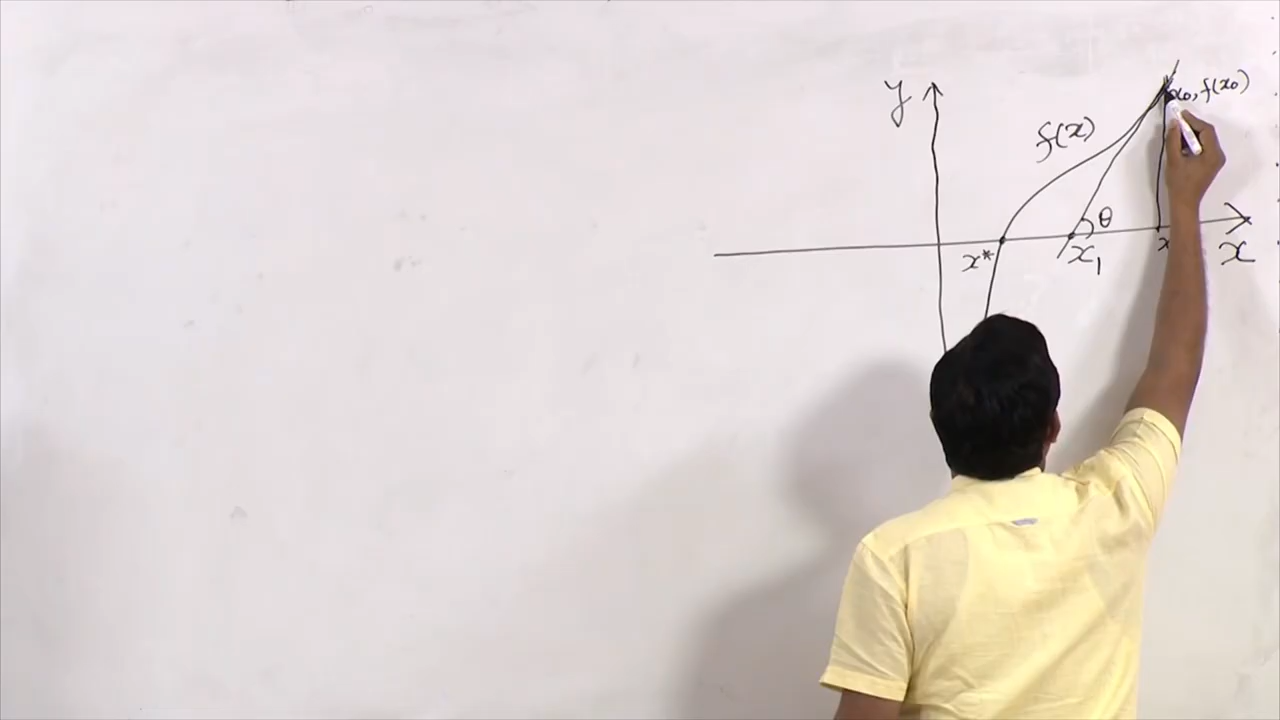 y
x₀, f(x₀)
f(x)
θ
x*
x₁
x